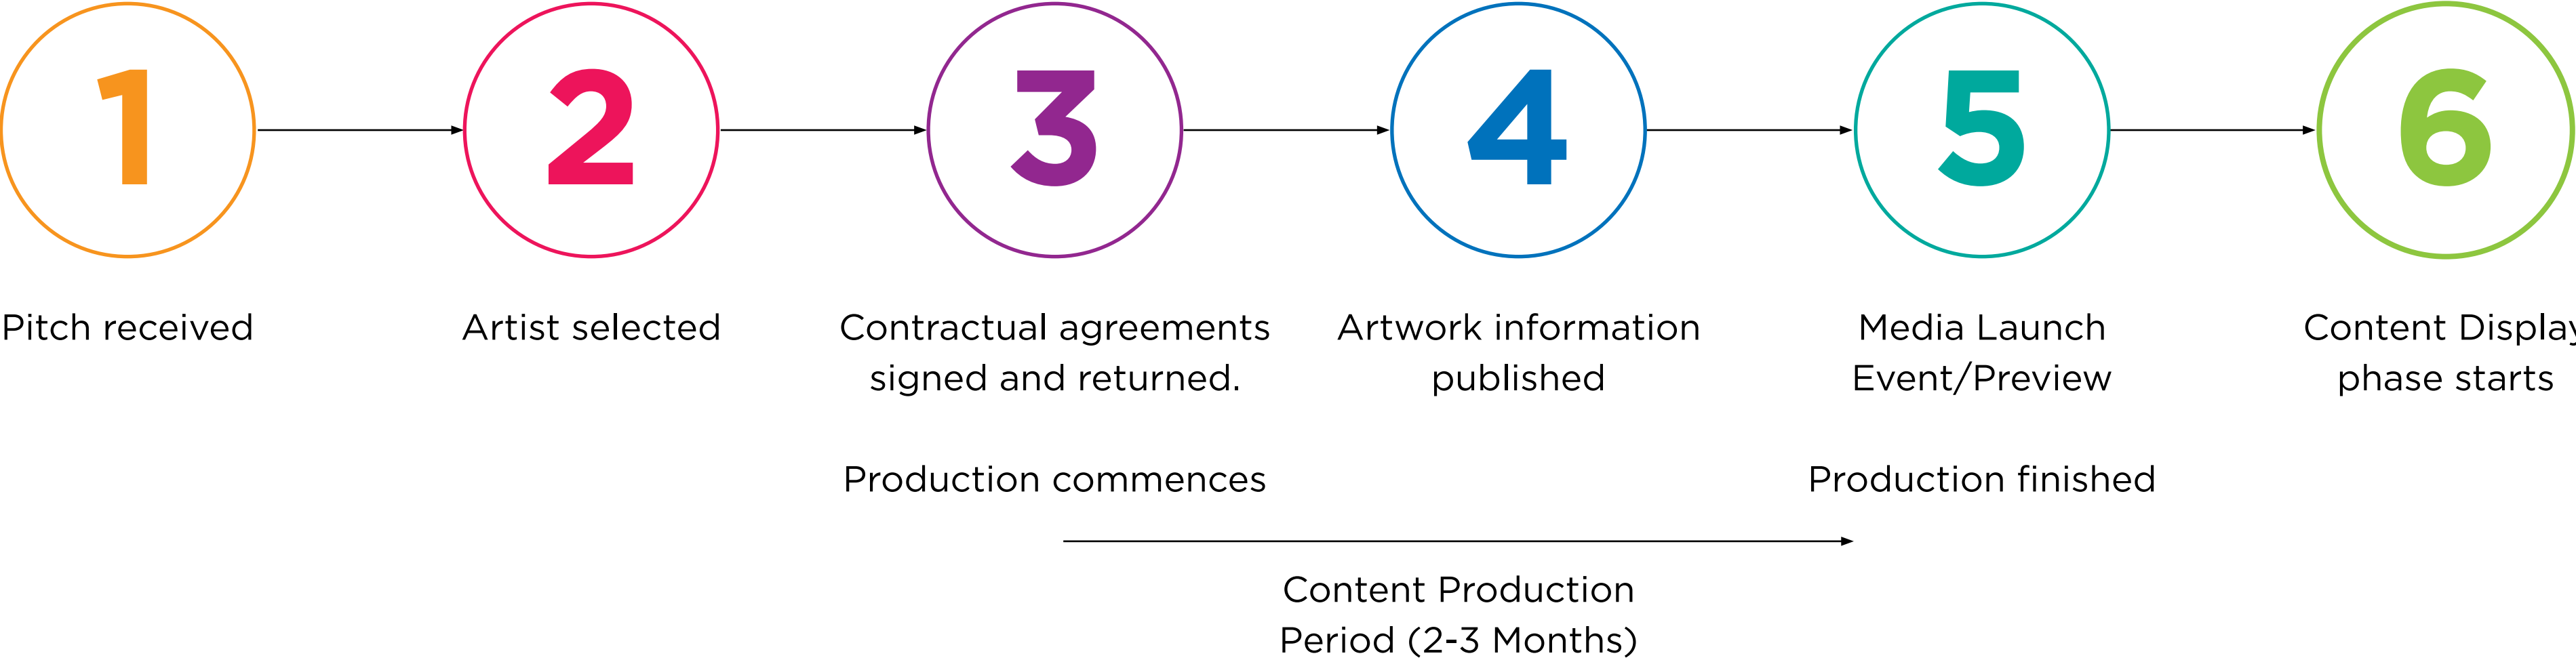 1
2
3
4
5
6
Pitch received
Artist selected
Contractual agreements
signed and returned.
Artwork information
published
Media Launch
Event/Preview
Content Display
phase starts
Production commences
Production finished
Content Production
Period (2-3 Months)